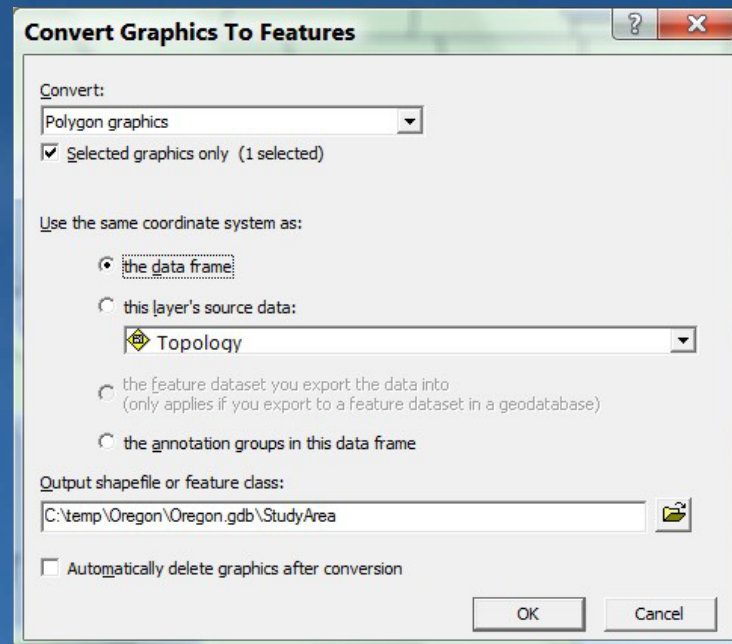 Convert Graphics To Features
Convert:
Polygon graphics
Selected graphics only (1 selected)
Use the same coordinate system as:
the data frame
this layer's source data:
Topology
the feature dataset you export the data into
(only applies if you export to a feature dataset in a geodatabase)
the annotation groups in this data frame
Output shapefile or feature class:
C:\temp\Oregon\Oregon.gdb\StudyArea
Automatically delete graphics after conversion
OK Cancel